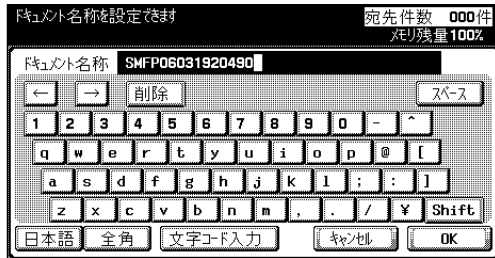 ドキュメント名称を設定できます 宛先件数 000件
メモリ残量100%
ドキュメント名称 SMFP06031920490
← → 削除 スペース
1 2 3 4 5 6 7 8 9 0 - ^
q w e r t y u i o p @ [
a s d f g h j k l ; : ]
z x c v b n m , . / ¥ Shift
日本語 全角 文字コード入力 キャンセル OK